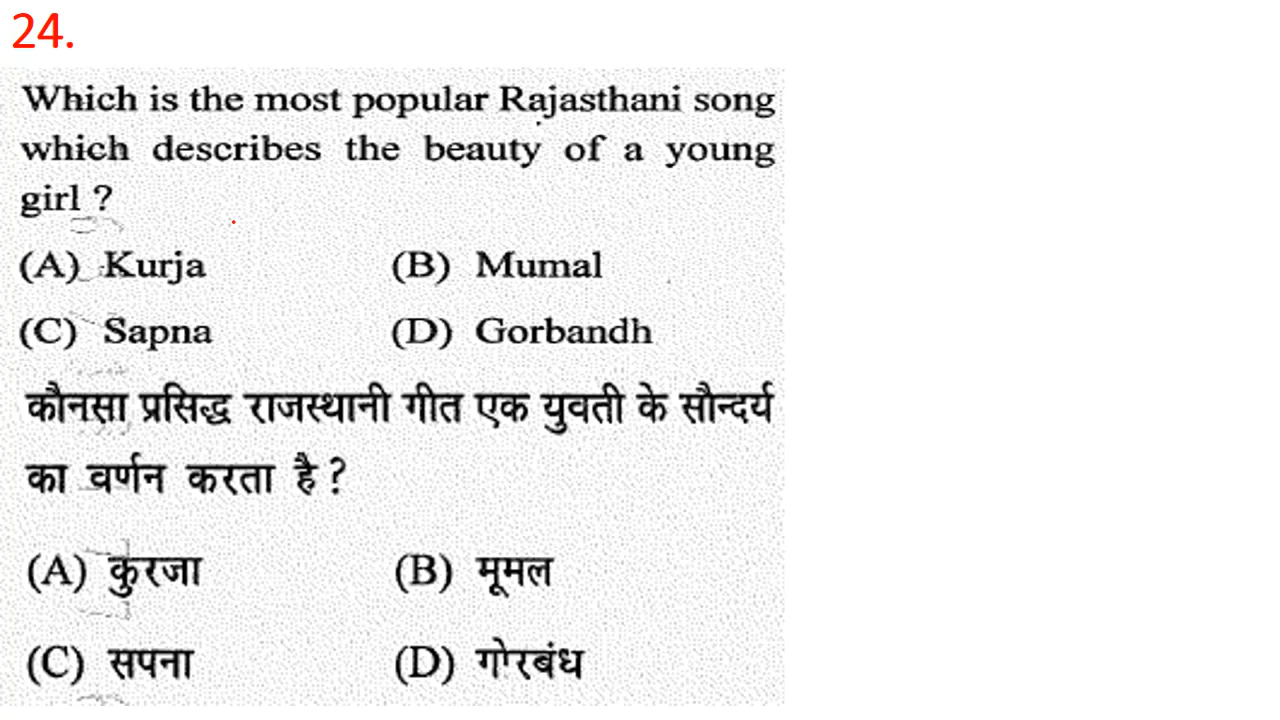 24.
Which is the most popular Rajasthani song
which describes the beauty of a young
girl ?
(A) Kurja (B) Mumal
(C) Sapna (D) Gorbandh
कौनसा प्रसिद्ध राजस्थानी गीत एक युवती के सौन्दर्य
का वर्णन करता है ?
(A) कुरजा (B) मूमल
(C) सपना (D) गोरबंध